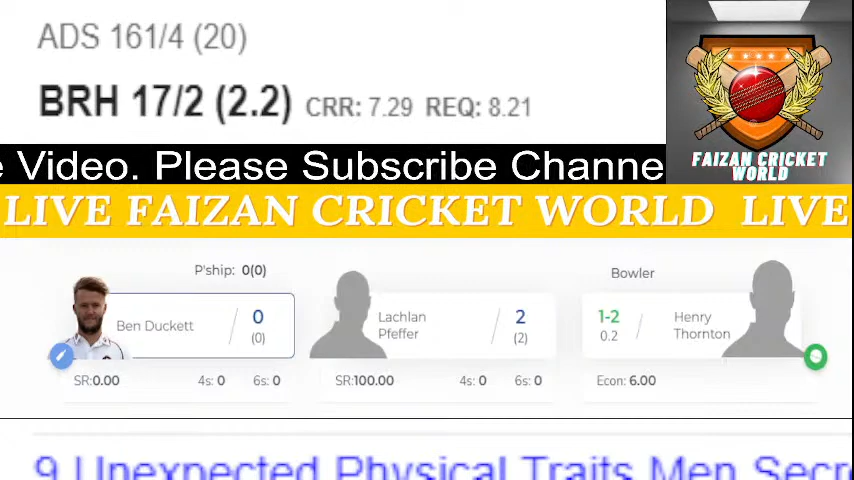 ADS 161/4 (20)
BRH 17/2 (2.2) CRR: 7.29 REQ: 8.21
FAIZAN CRICKET
WORLD
e Video. Please Subscribe Channe
LIVE FAIZAN CRICKET WORLD LIVE
P'ship: 0(0)
Bowler
Ben Duckett
0
(0)
Lachlan
Pfeffer
2
(2)
1-2
0.2
Henry
Thornton
SR:0.00 4s: 0 6s: 0
SR:100.00 4s: 0 6s: 0
Econ: 6.00
9 Unexpected Physical Traits Men Secre